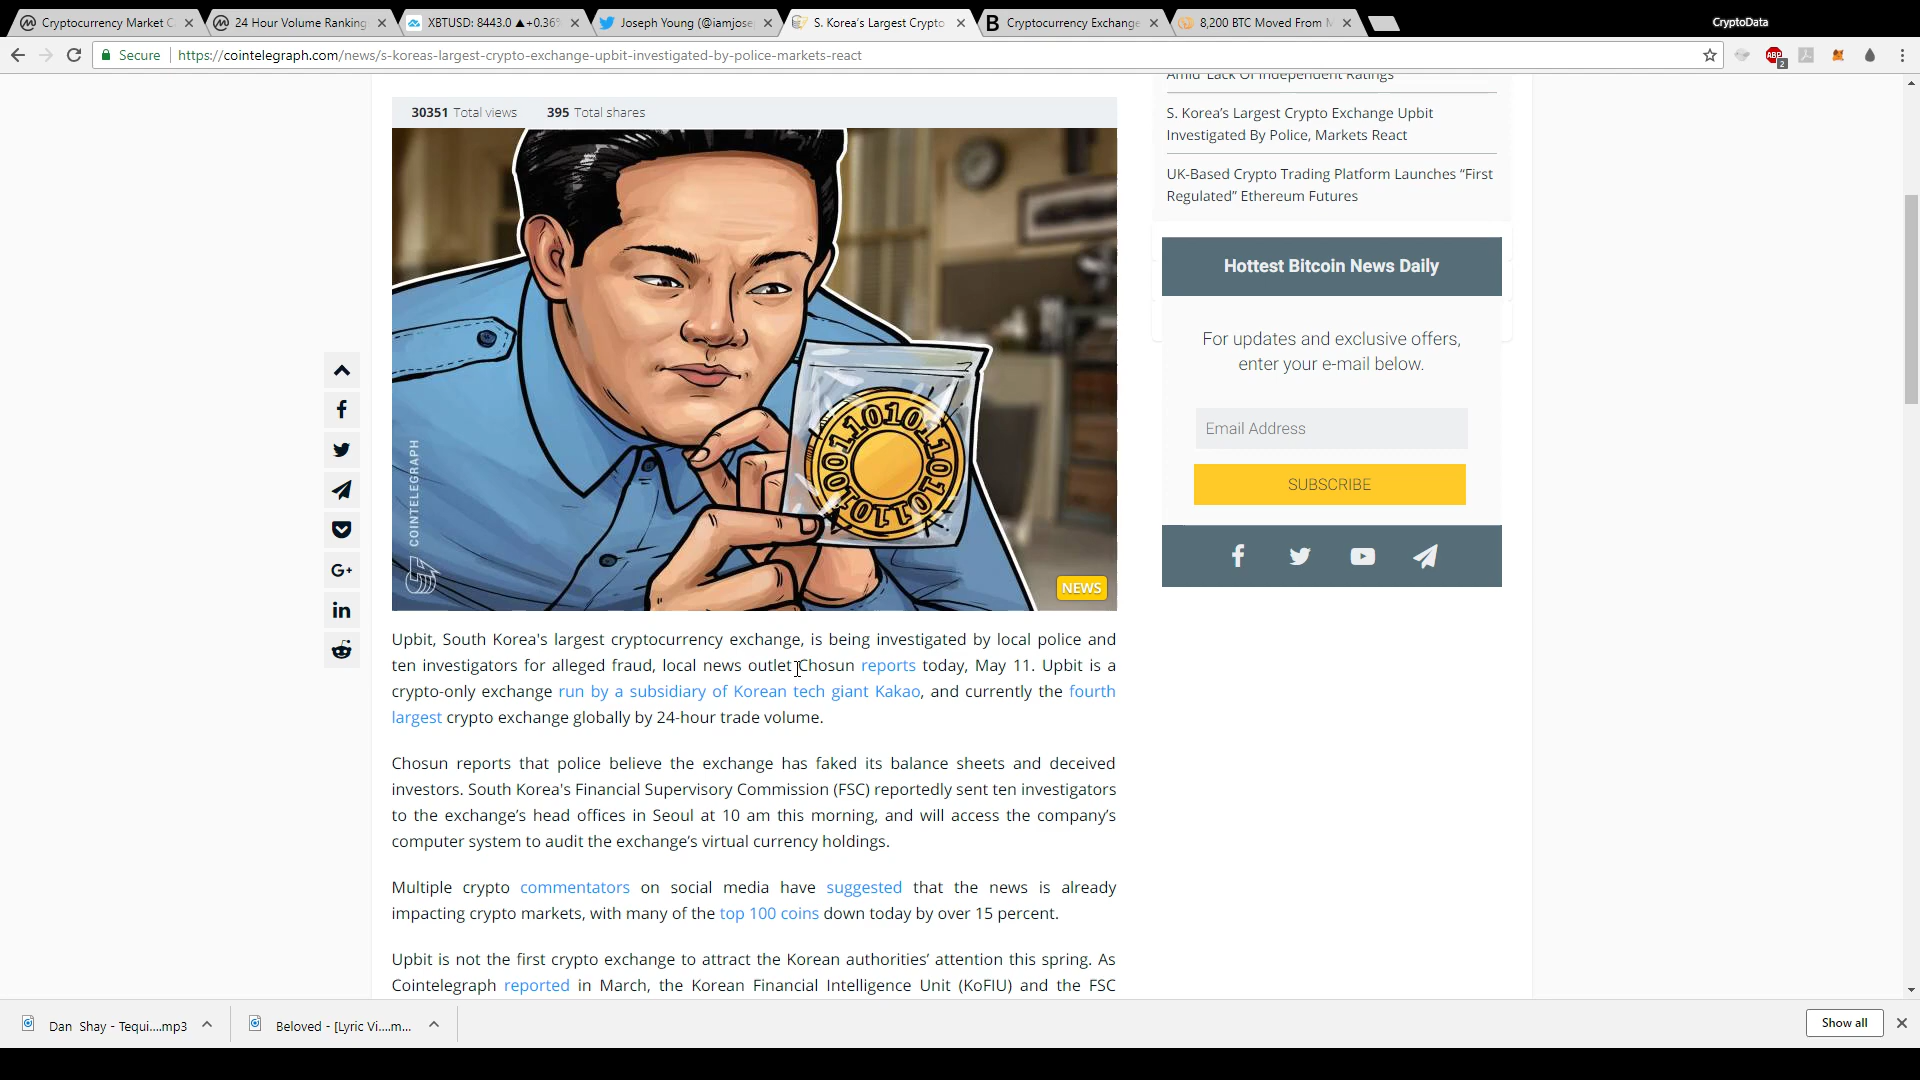 Cryptocurrency Market C
24 Hour Volume Ranking
XBTUSD: 8443.0 ▲+0.36
Joseph Young (@iamjose
S. Korea's Largest Crypto
Cryptocurrency Exchange
8,200 BTC Moved From M
CryptoData
Secure
https://cointelegraph.com/news/s-koreas-largest-crypto-exchange-upbit-investigated-by-police-markets-react
ABP
2
30351 Total views 395 Total shares
COINTELEGRAPH
1101010
NEWS
Amid Lack Of Independent Ratings
S. Korea's Largest Crypto Exchange Upbit
Investigated By Police, Markets React
UK-Based Crypto Trading Platform Launches “First
Regulated” Ethereum Futures
Hottest Bitcoin News Daily
For updates and exclusive offers,
enter your e-mail below.
Email Address
SUBSCRIBE
G+
in
Upbit, South Korea's largest cryptocurrency exchange, is being investigated by local police and
ten investigators for alleged fraud, local news outlet Chosun reports today, May 11. Upbit is a
crypto-only exchange run by a subsidiary of Korean tech giant Kakao, and currently the fourth
largest crypto exchange globally by 24-hour trade volume.
Chosun reports that police believe the exchange has faked its balance sheets and deceived
investors. South Korea's Financial Supervisory Commission (FSC) reportedly sent ten investigators
to the exchange’s head offices in Seoul at 10 am this morning, and will access the company’s
computer system to audit the exchange’s virtual currency holdings.
Multiple crypto commentators on social media have suggested that the news is already
impacting crypto markets, with many of the top 100 coins down today by over 15 percent.
Upbit is not the first crypto exchange to attract the Korean authorities’ attention this spring. As
Cointelegraph reported in March, the Korean Financial Intelligence Unit (KoFIU) and the FSC
Dan Shay - Tequi....mp3
Beloved - [Lyric Vi....m...
Show all